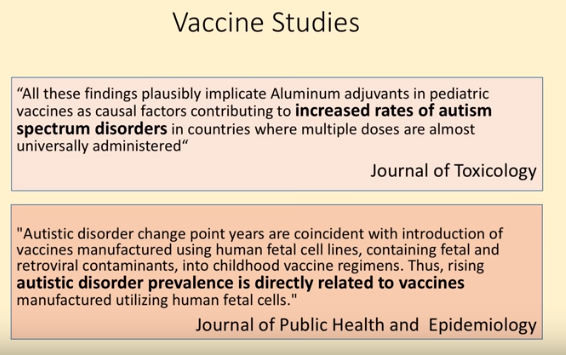 Vaccine Studies
“All these findings plausibly implicate Aluminum adjuvants in pediatric
vaccines as causal factors contributing to increased rates of autism
spectrum disorders in countries where multiple doses are almost
universally administered“
Journal of Toxicology
"Autistic disorder change point years are coincident with introduction of
vaccines manufactured using human fetal cell lines, containing fetal and
retroviral contaminants, into childhood vaccine regimens. Thus, rising
autistic disorder prevalence is directly related to vaccines
manufactured utilizing human fetal cells."
Journal of Public Health and Epidemiology